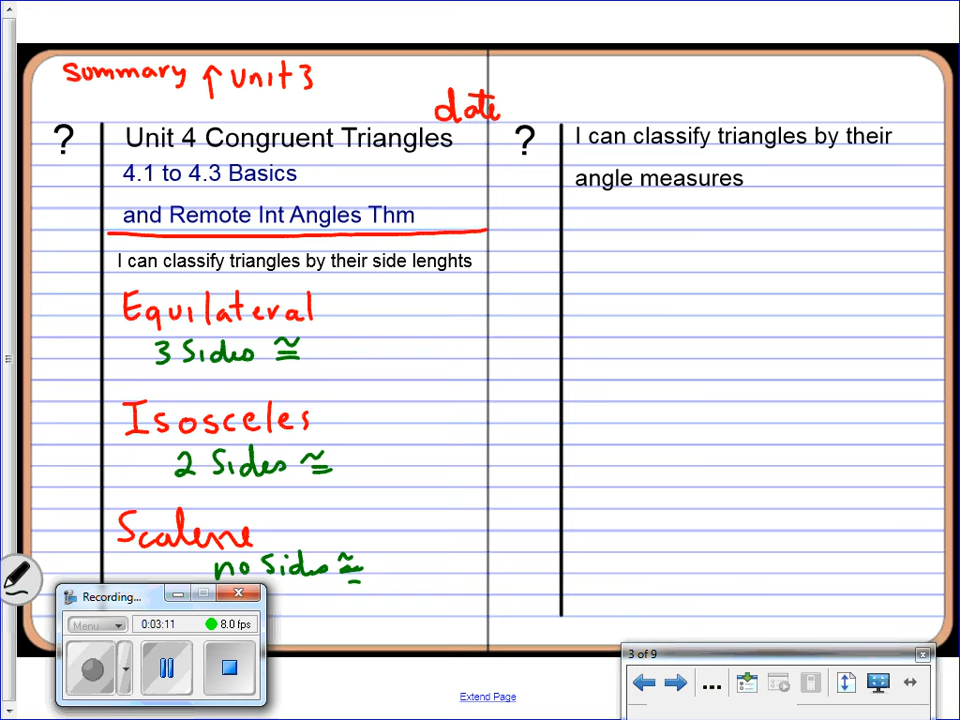 Summary ↑ Unit 3
date
?
Unit 4 Congruent Triangles
4.1 to 4.3 Basics
and Remote Int Angles Thm
I can classify triangles by their side lenghts
Equilateral
3 Sides ≅
Isosceles
2 Sides ≅
Scalene
no Sides ≅
?
I can classify triangles by their
angle measures
Recording...
Menu
0:03:11
8.0 fps
3 of 9
Extend Page